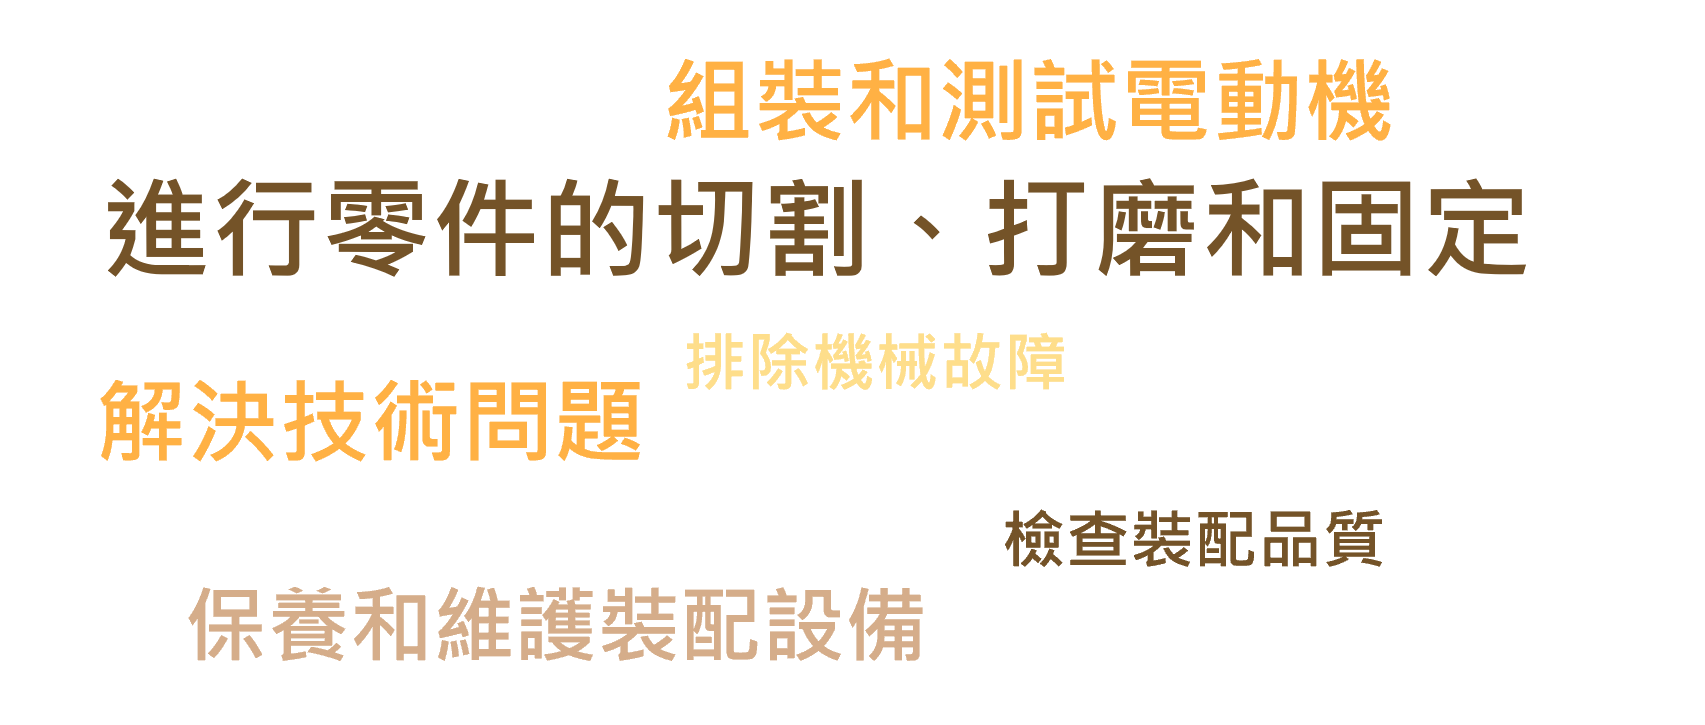 組裝和測試電動機
進行零件的切割、打磨和固定
排除機械故障
解決技術問題
檢查裝配品質
保養和維護裝配設備